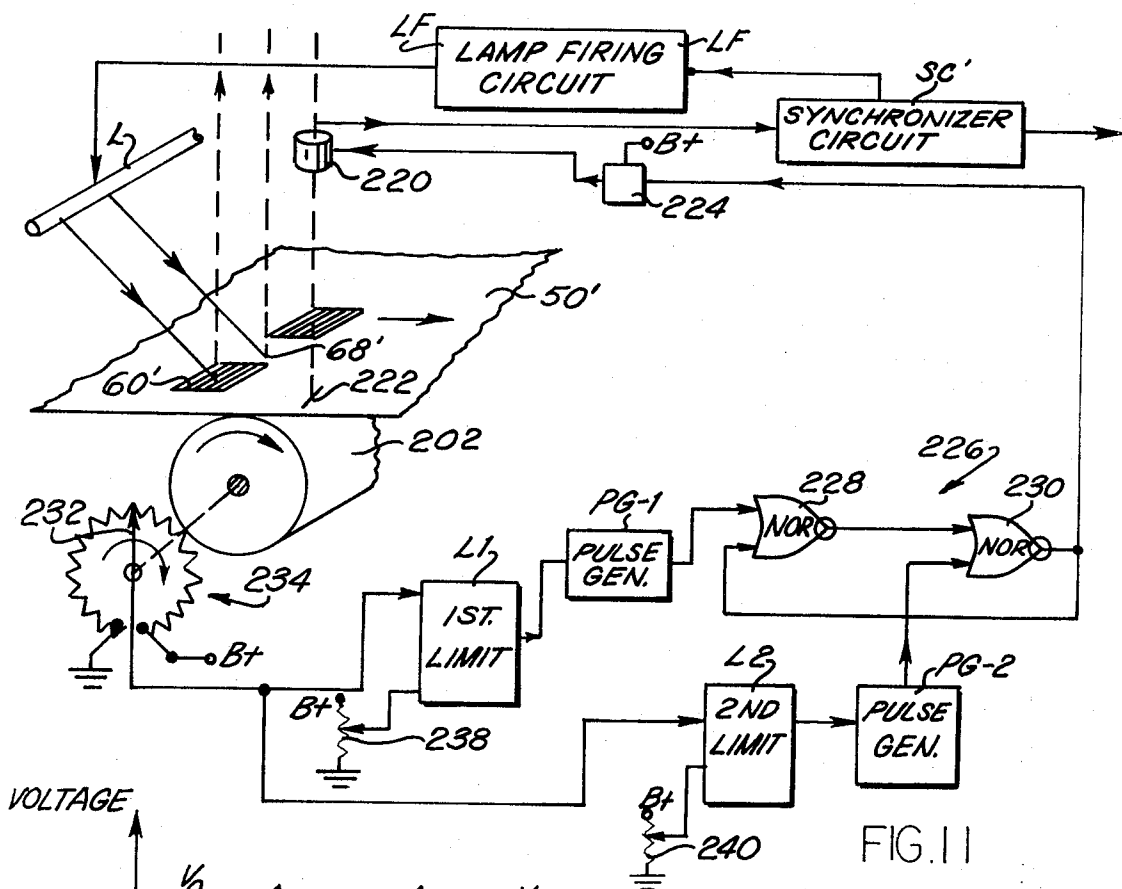 LF
LAMP FIRING
CIRCUIT
LF
SC'
SYNCHRONIZER
CIRCUIT
L
220
B+
224
50'
68'
60'
222
202
226
232
234
B+
L1
1ST.
LIMIT
PG-1
PULSE
GEN.
228
NOR
230
NOR
B+
238
L2
2ND
LIMIT
PG-2
PULSE
GEN.
B+
240
VOLTAGE
FIG. 11